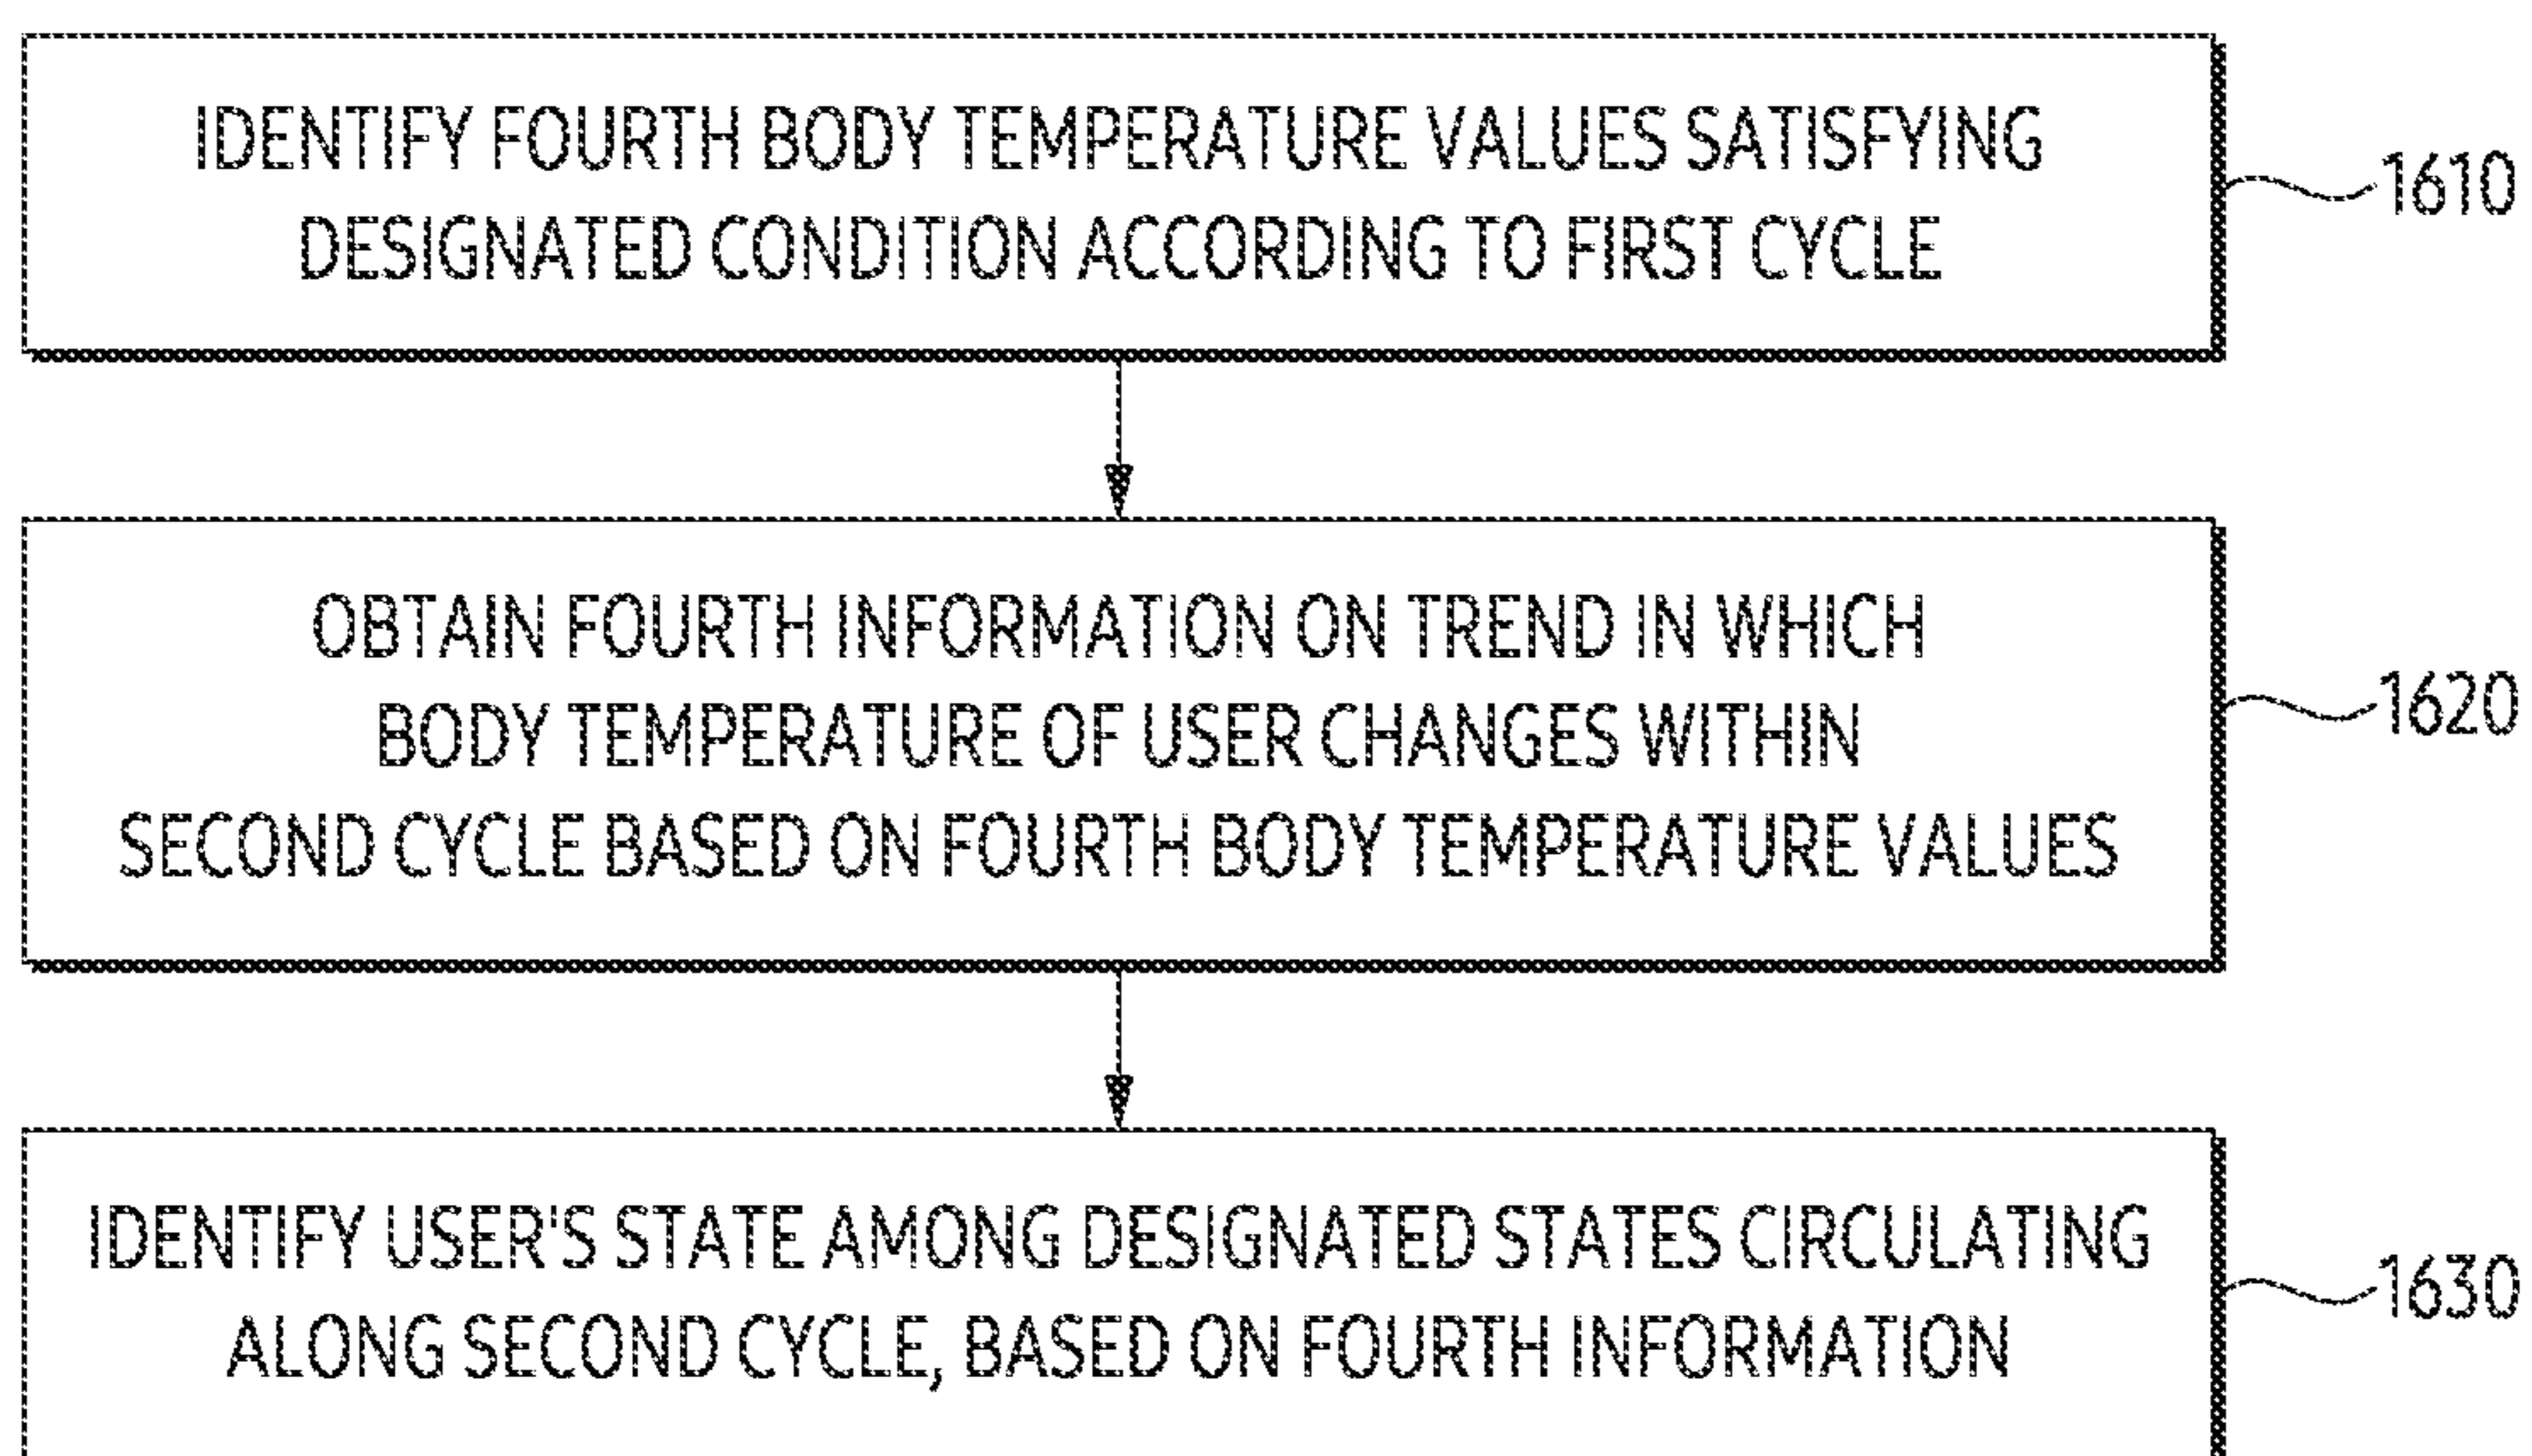 IDENTIFY FOURTH BODY TEMPERATURE VALUES SATISFYING
DESIGNATED CONDITION ACCORDING TO FIRST CYCLE
1610
OBTAIN FOURTH INFORMATION ON TREND IN WHICH
BODY TEMPERATURE OF USER CHANGES WITHIN
SECOND CYCLE BASED ON FOURTH BODY TEMPERATURE VALUES
1620
IDENTIFY USER'S STATE AMONG DESIGNATED STATES CIRCULATING
ALONG SECOND CYCLE, BASED ON FOURTH INFORMATION
1630